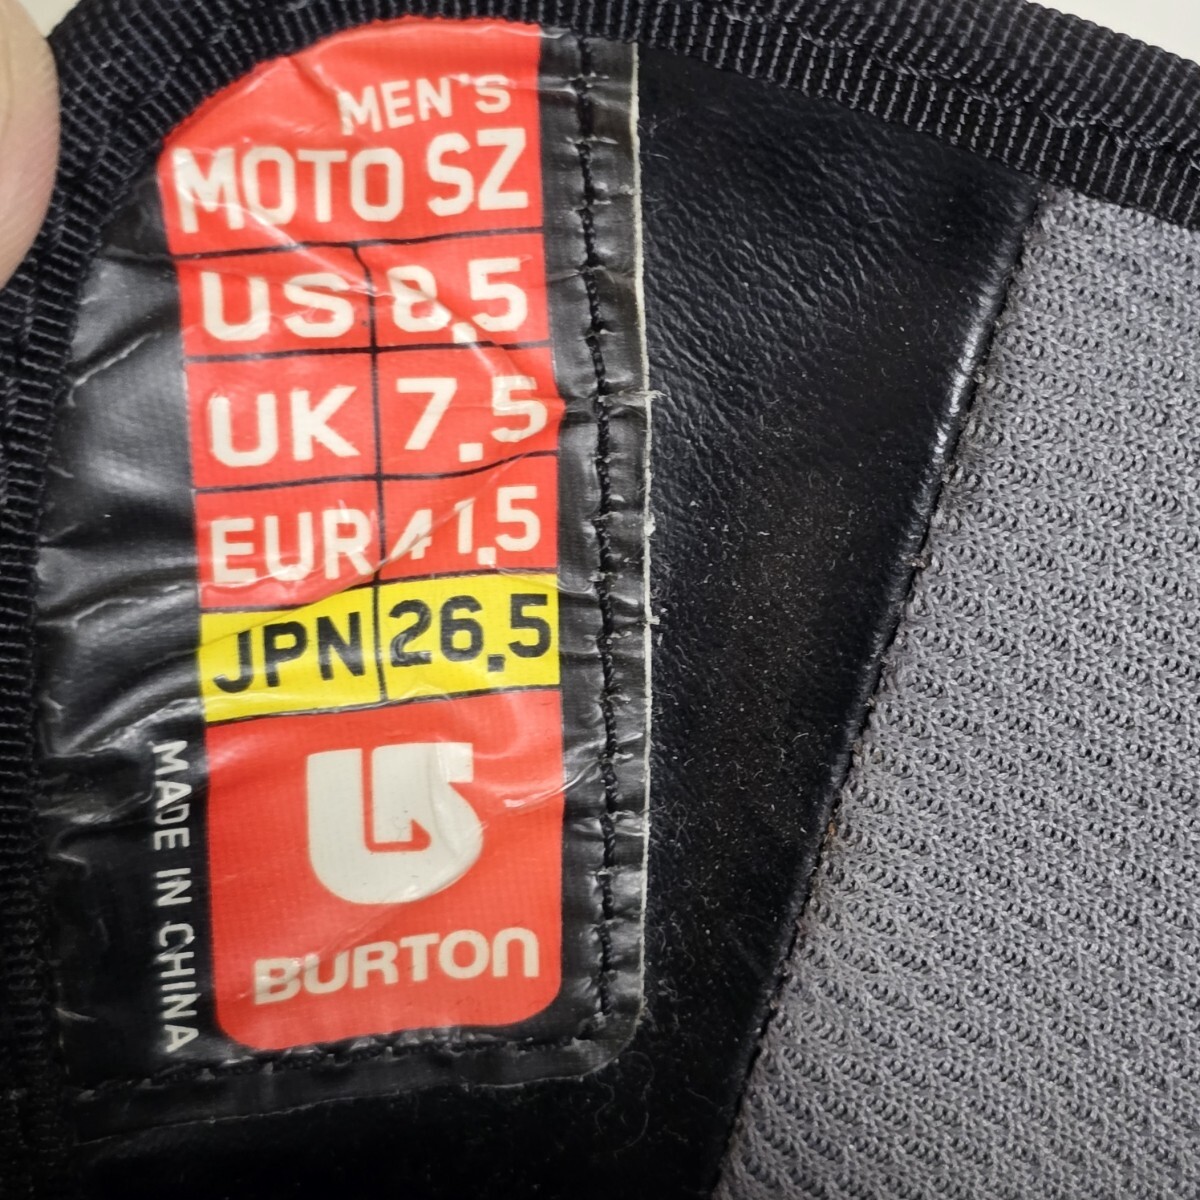 MEN'S
MOTO SZ
US 8.5
UK 7.5
EUR 41.5
JPN 26.5
BURTON
MADE IN CHINA